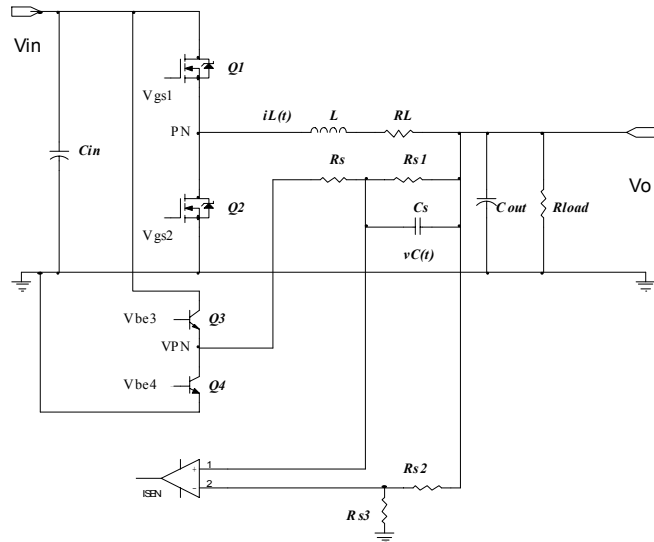 Vin
Q1
Vgs1
iL(t) L RL
PN
Cin
Rs Rs1
Vo
Q2
Cs
Cout Rload
Vgs2
vC(t)
Vbe3 Q3
VPN
Vbe4 Q4
1
Rs2
+
2
-
ISEN
Rs3